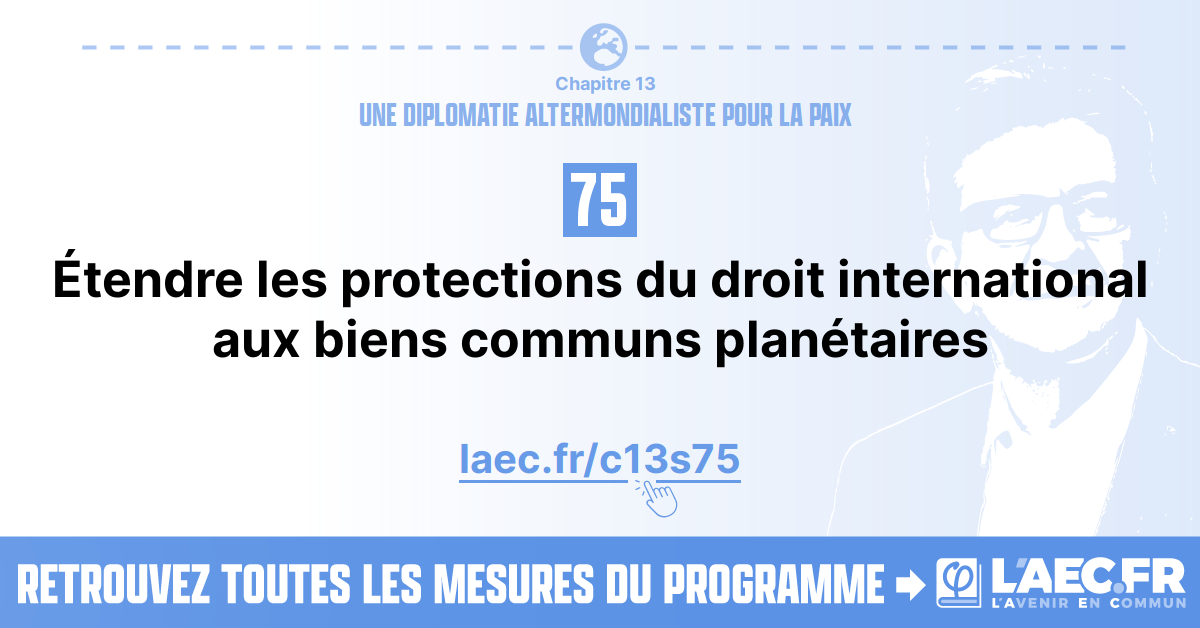 Chapitre 13
UNE DIPLOMATIE ALTERMONDIALISTE POUR LA PAIX
75
Étendre les protections du droit international
aux biens communs planétaires
laec.fr/c13s75
RETROUVEZ TOUTES LES MESURES DU PROGRAMME
L'AEC.FR
L'AVENIR EN COMMUN